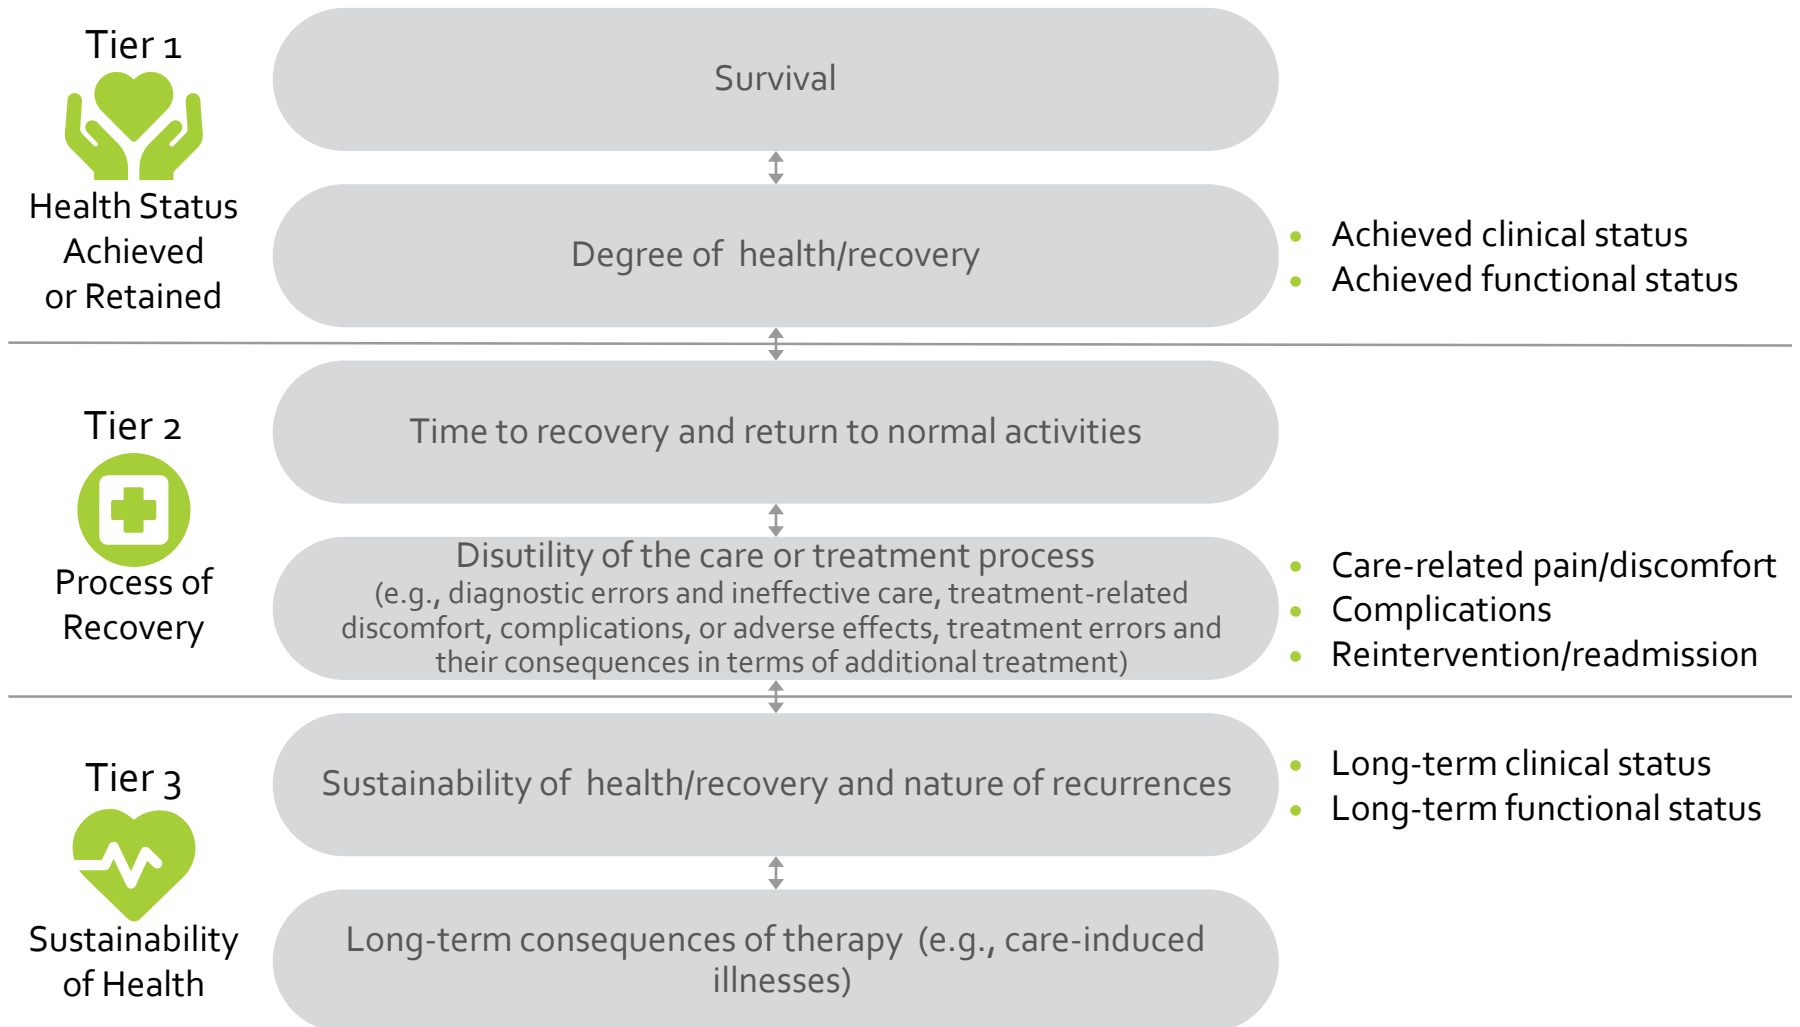 Tier 1
Health Status
Achieved
or Retained
Survival
Degree of health/recovery
• Achieved clinical status
• Achieved functional status
Tier 2
Process of
Recovery
Time to recovery and return to normal activities
Disutility of the care or treatment process
(e.g., diagnostic errors and ineffective care, treatment-related
discomfort, complications, or adverse effects, treatment errors and
their consequences in terms of additional treatment)
• Care-related pain/discomfort
• Complications
• Reintervention/readmission
Tier 3
Sustainability
of Health
Sustainability of health/recovery and nature of recurrences
• Long-term clinical status
• Long-term functional status
Long-term consequences of therapy (e.g., care-induced
illnesses)